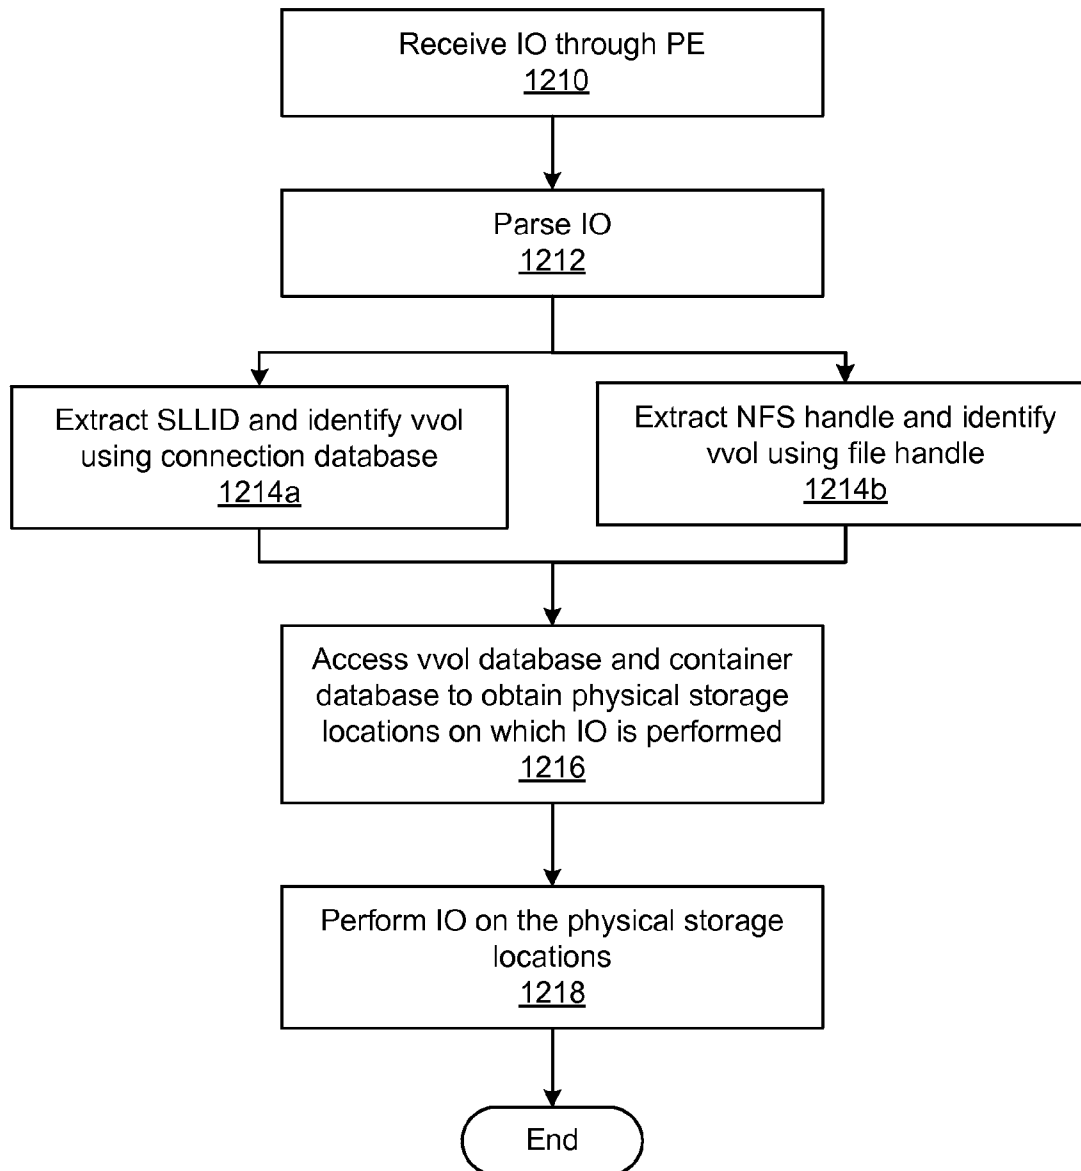 Receive IO through PE
1210
Parse IO
1212
Extract SLLID and identify vvol
using connection database
1214a
Extract NFS handle and identify
vvol using file handle
1214b
Access vvol database and container
database to obtain physical storage
locations on which IO is performed
1216
Perform IO on the physical storage
locations
1218
End